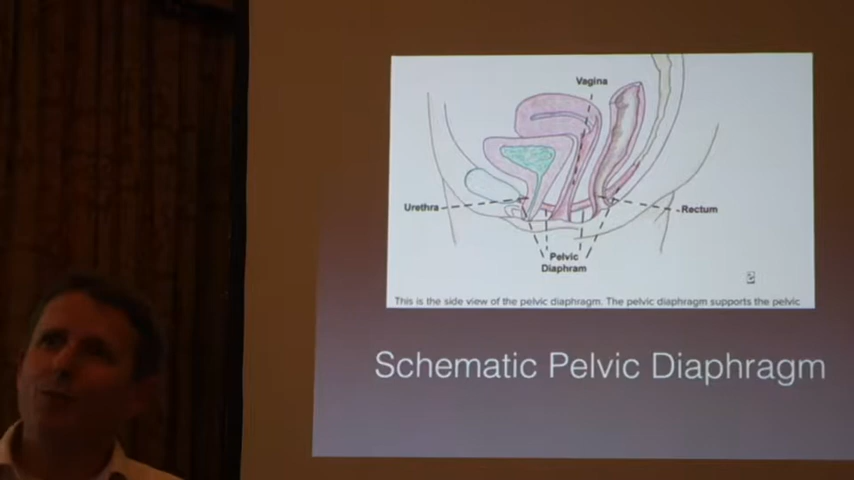 Vagina
Urethra
Rectum
Pelvic
Diaphram
This is the side view of the pelvic diaphragm. The pelvic diaphragm supports the pelvic
Schematic Pelvic Diaphragm